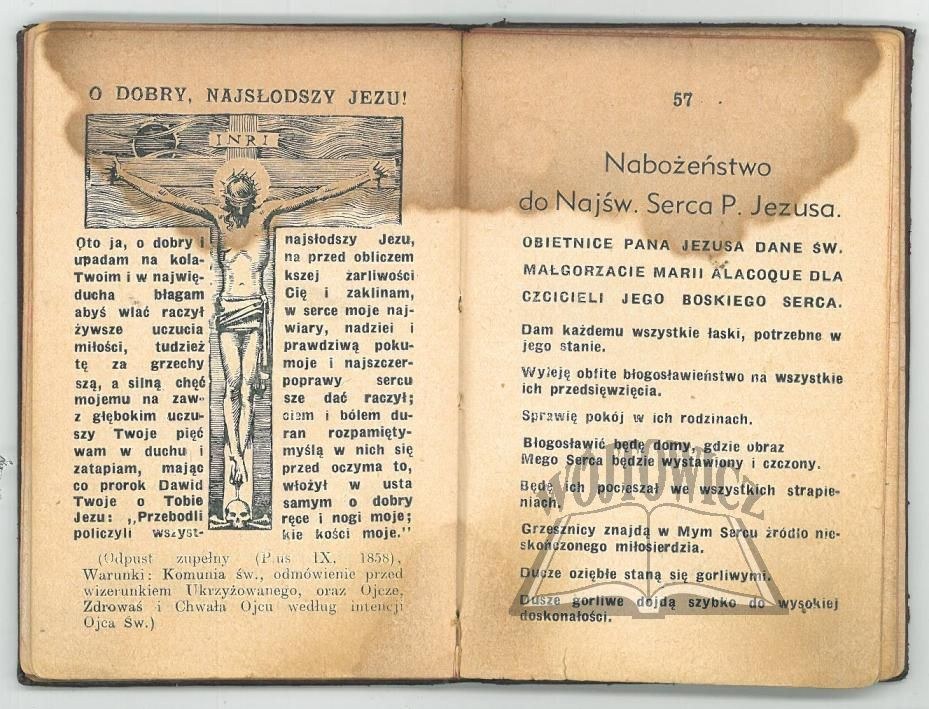 O DOBRY, NAJSŁODSZY JEZU!
INRI
Oto ja, o dobry i najsłodszy Jezu,
upadam na kola- na przed obliczem
Twoim i w najwię- kszej żarliwości
ducha błagam Cię i zaklinam,
abyś wlać raczył w serce moje naj-
żywsze uczucia wiary, nadziei i
miłości, tudzież prawdziwą poku-
tę za grzechy moje i najszczer-
szą, a silną chęć poprawy sercu
mojemu na zaw- sze dać raczył;
z głębokim uczu- ciem i bólem du-
szy Twoje pięć ran rozpamięty-
wam w duchu i myślą w nich się
zatapiam, mając przed oczyma to,
co prorok Dawid włożył w usta
Twoje o Tobie samym o dobry
Jezu: „Przebodli ręce i nogi moje;
policzyli wszyst- kie kości moje."
(Odpust zupełny (Pius IX, 1858),
Warunki: Komunia św., odmówienie przed
wizerunkiem Ukrzyżowanego, oraz Ojcze,
Zdrowaś i Chwała Ojcu według intencji
Ojca Św.)
57
Nabożeństwo
do Najśw. Serca P. Jezusa.
OBIETNICE PANA JEZUSA DANE ŚW.
MAŁGORZACIE MARII ALACOQUE DLA
CZCICIELI JEGO BOSKIEGO SERCA.
Dam każdemu wszystkie łaski, potrzebne w
jego stanie.
Wyleję obfite błogosławieństwo na wszystkie
ich przedsięwzięcia.
Sprawię pokój w ich rodzinach.
Błogosławić będę domy, gdzie obraz
Mego Serca będzie wystawiony i czczony.
Będę ich pocieszał we wszystkich strapie-
niach.
Grzesznicy znajdą w Mym Sercu źródło nie-
skończonego miłosierdzia.
Dusze oziębłe staną się gorliwymi.
Dusze gorliwe dojdą szybko do wysokiej
doskonałości.
WÓJTOWICZ